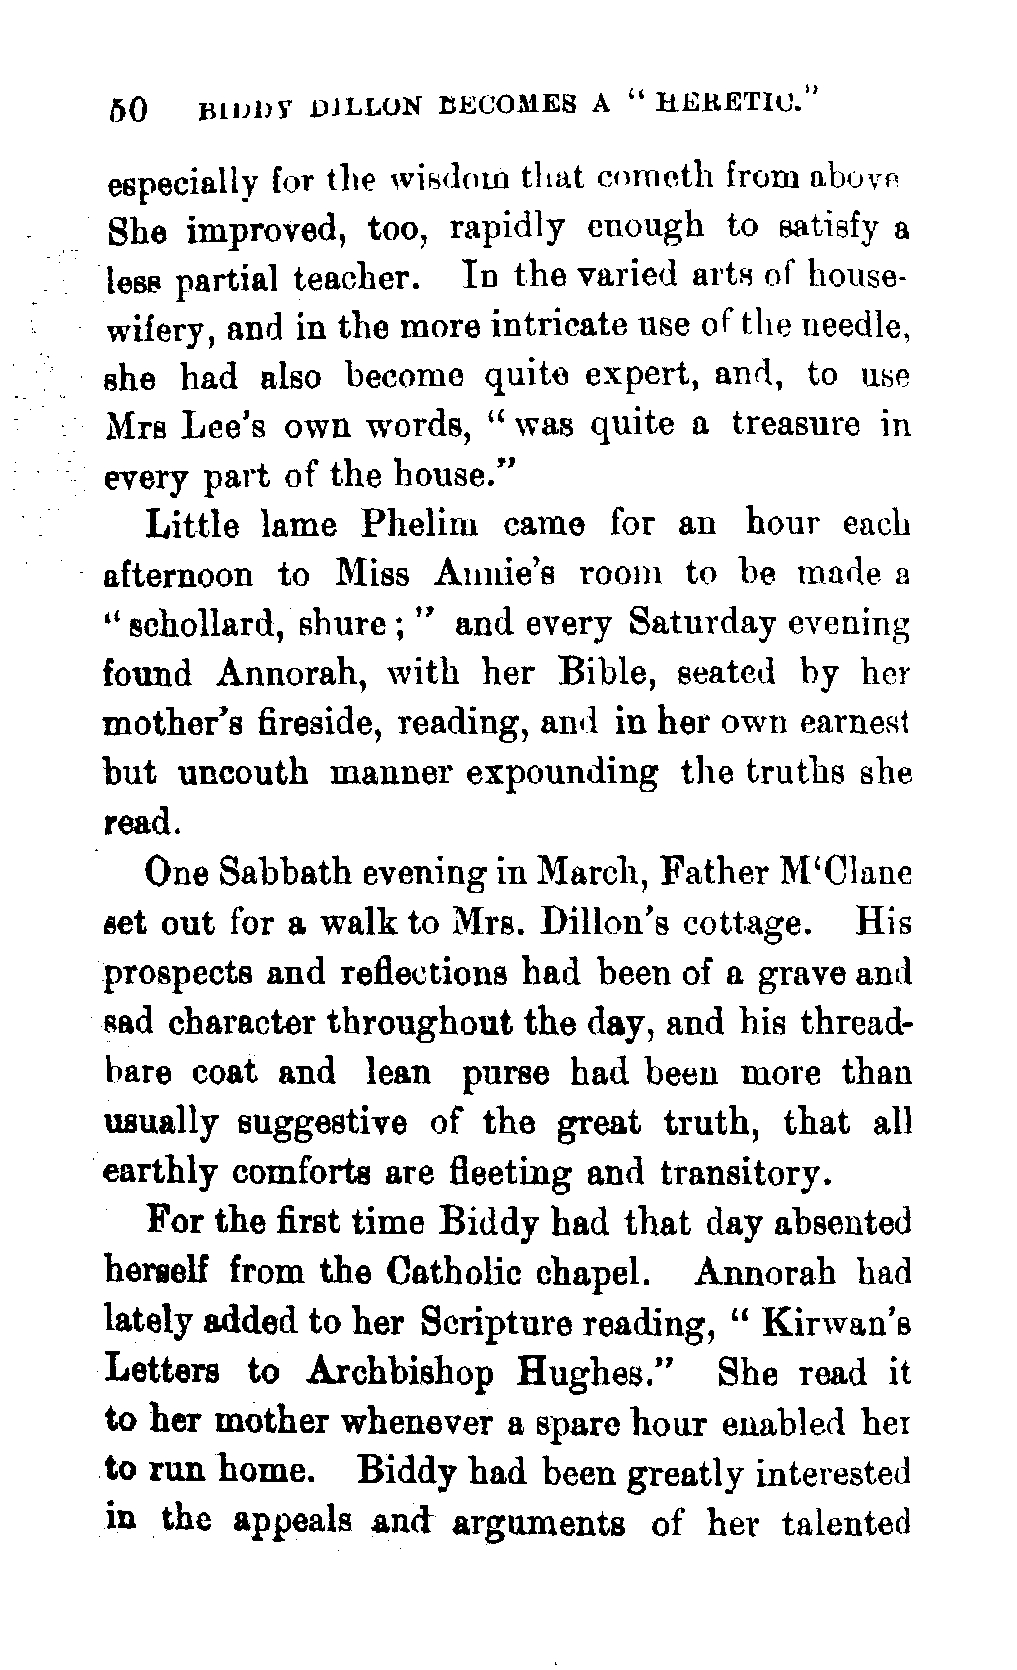 50 BIDDY DILLON BECOMES A “ HERETIC.”
especially for the wisdom that cometh from above
She improved, too, rapidly enough to satisfy a
less partial teacher. In the varied arts of house-
wifery, and in the more intricate use of the needle,
she had also become quite expert, and, to use
Mrs Lee’s own words, “ was quite a treasure in
every part of the house.”
Little lame Phelim came for an hour each
afternoon to Miss Annie’s room to be made a
“ schollard, shure ; ” and every Saturday evening
found Annorah, with her Bible, seated by her
mother’s fireside, reading, and in her own earnest
but uncouth manner expounding the truths she
read.
One Sabbath evening in March, Father M‘Clane
set out for a walk to Mrs. Dillon’s cottage. His
prospects and reflections had been of a grave and
sad character throughout the day, and his thread-
bare coat and lean purse had been more than
usually suggestive of the great truth, that all
earthly comforts are fleeting and transitory.
For the first time Biddy had that day absented
herself from the Catholic chapel. Annorah had
lately added to her Scripture reading, “ Kirwan’s
Letters to Archbishop Hughes.” She read it
to her mother whenever a spare hour enabled her
to run home. Biddy had been greatly interested
in the appeals and arguments of her talented